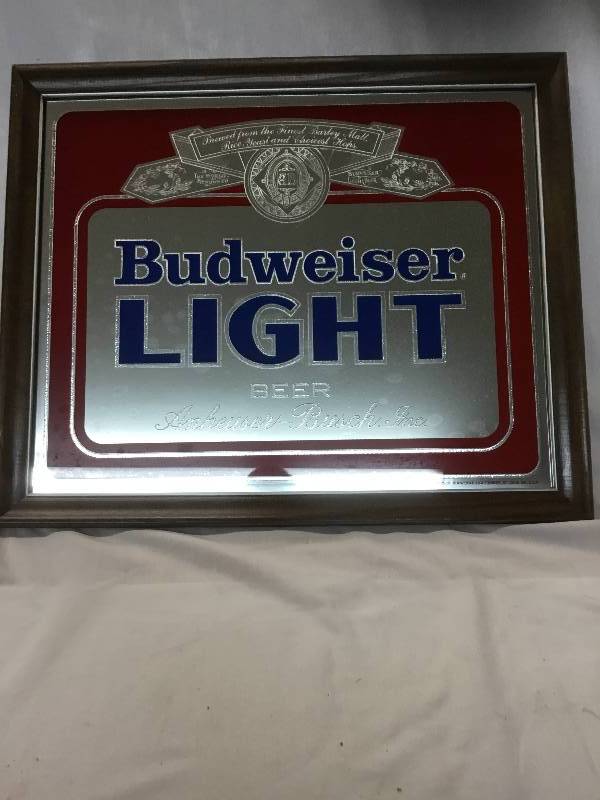 Brewed from the Finest Barley Malt
Rice Yeast and Choicest Hops
Budweiser
LIGHT
BEER
Anheuser-Busch, Inc.